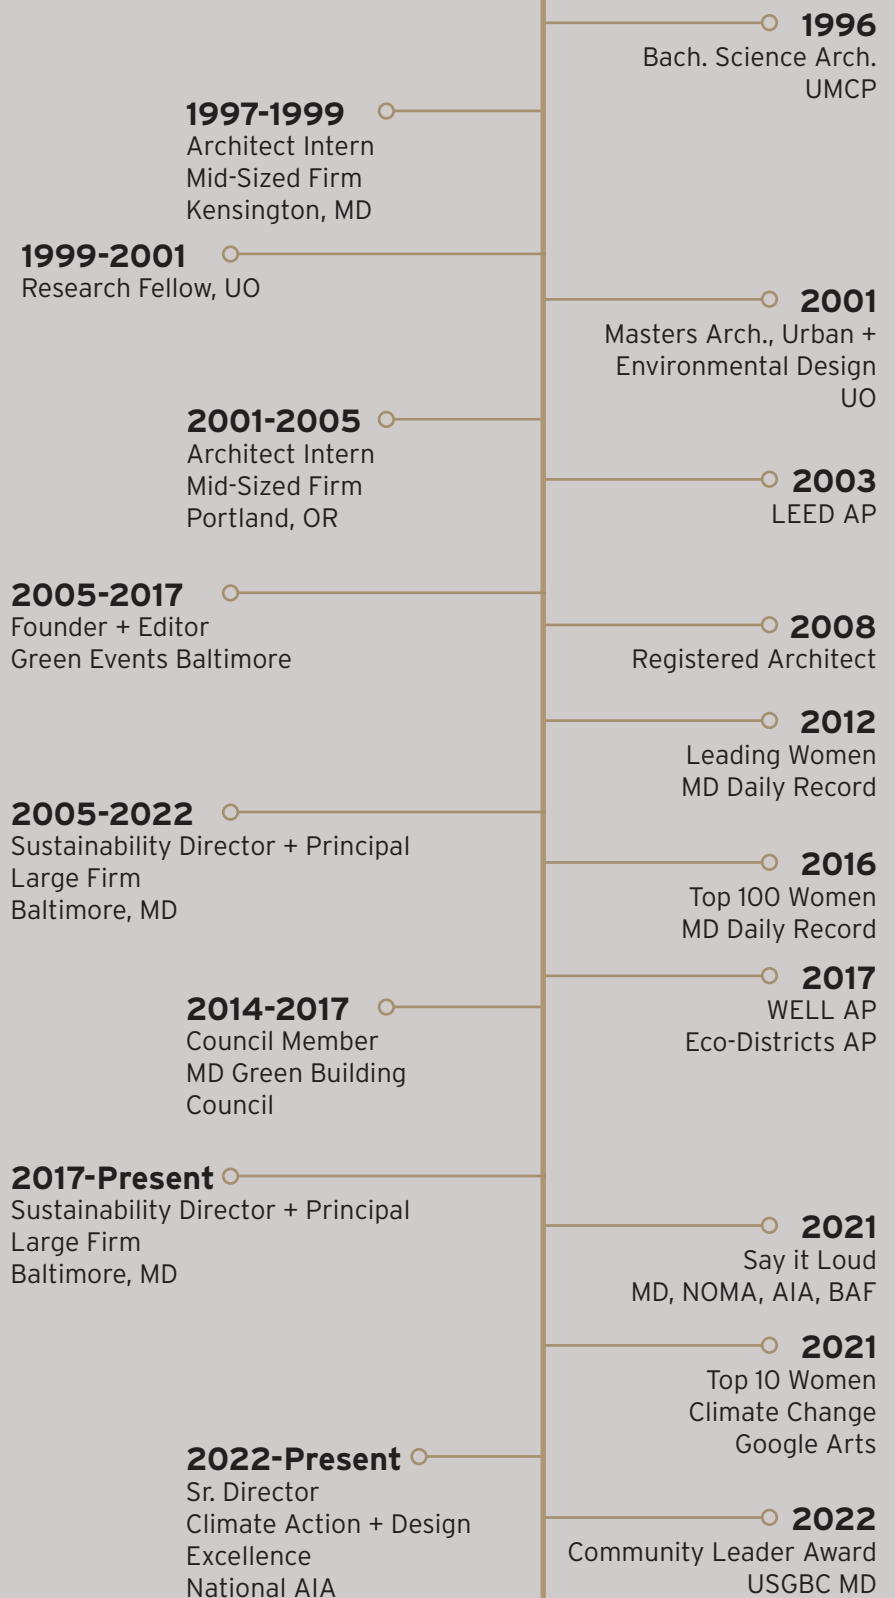 1996
Bach. Science Arch.
UMCP
1997-1999
Architect Intern
Mid-Sized Firm
Kensington, MD
1999-2001
Research Fellow, UO
2001
Masters Arch., Urban +
Environmental Design
UO
2001-2005
Architect Intern
Mid-Sized Firm
Portland, OR
2003
LEED AP
2005-2017
Founder + Editor
Green Events Baltimore
2008
Registered Architect
2012
Leading Women
MD Daily Record
2005-2022
Sustainability Director + Principal
Large Firm
Baltimore, MD
2016
Top 100 Women
MD Daily Record
2017
WELL AP
Eco-Districts AP
2014-2017
Council Member
MD Green Building
Council
2017-Present
Sustainability Director + Principal
Large Firm
Baltimore, MD
2021
Say it Loud
MD, NOMA, AIA, BAF
2021
Top 10 Women
Climate Change
Google Arts
2022-Present
Sr. Director
Climate Action + Design
Excellence
National AIA
2022
Community Leader Award
USGBC MD